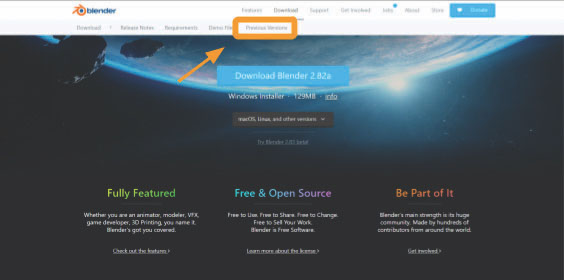 blender
Features Download Support Get Involved Jobs About Store Donate
Download Release Notes Requirements Demo File Previous Versions
Download Blender 2.82a
Windows Installer · 129MB · info
macOS, Linux, and other versions
Try Blender 2.83 beta!
Fully Featured
Whether you are an animator, modeler, VFX,
game developer, 3D Printing, you name it.
Blender's got you covered.
Check out the features >
Free & Open Source
Free to Use. Free to Share. Free to Change.
Free to Sell Your Work.
Blender is Free Software.
Learn more about the license >
Be Part of It
Blender's main strength is its huge
community. Made by hundreds of
contributors from around the world.
Get involved >